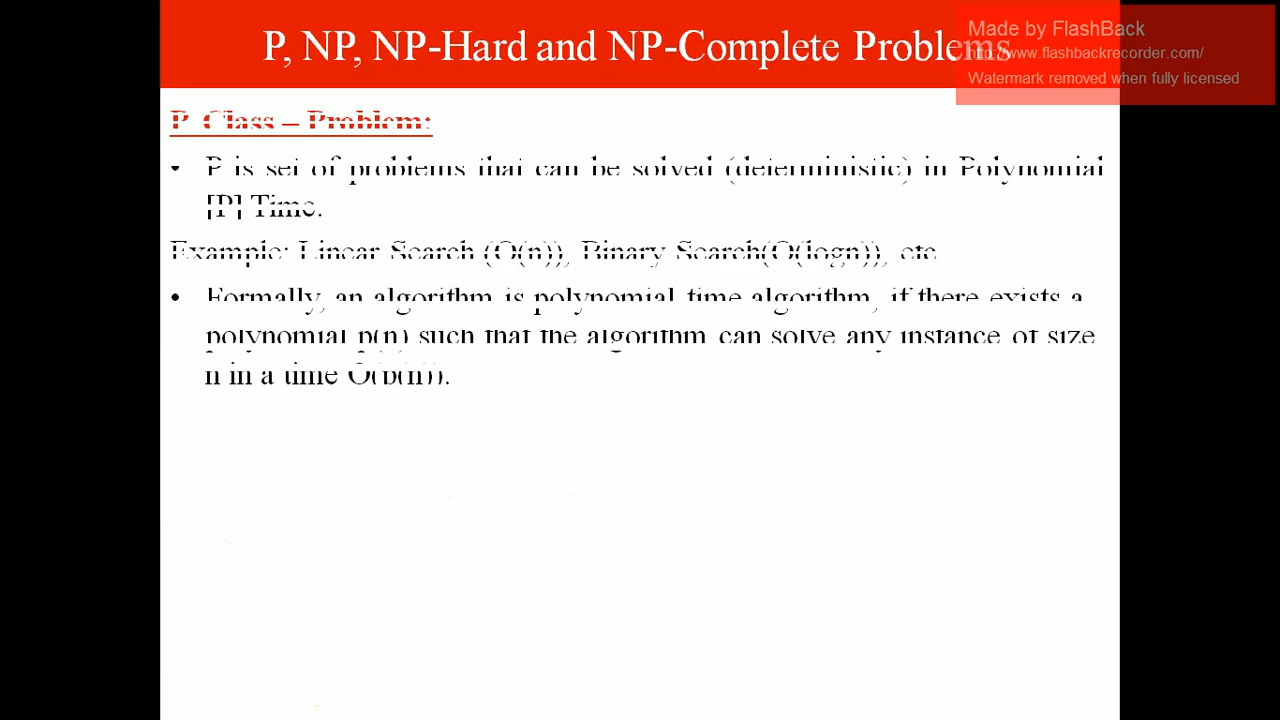 P, NP, NP-Hard and NP-Complete Problems
Made by FlashBack
http://www.flashbackrecorder.com/
Watermark removed when fully licensed
P Class – Problem:
• P is set of problems that can be solved (deterministic) in Polynomial
[P] Time.
Example: Linear Search (O(n)), Binary Search(O(logn)), etc
• Formally, an algorithm is polynomial time algorithm, if there exists a
polynomial p(n) such that the algorithm can solve any instance of size
n in a time O(p(n)).